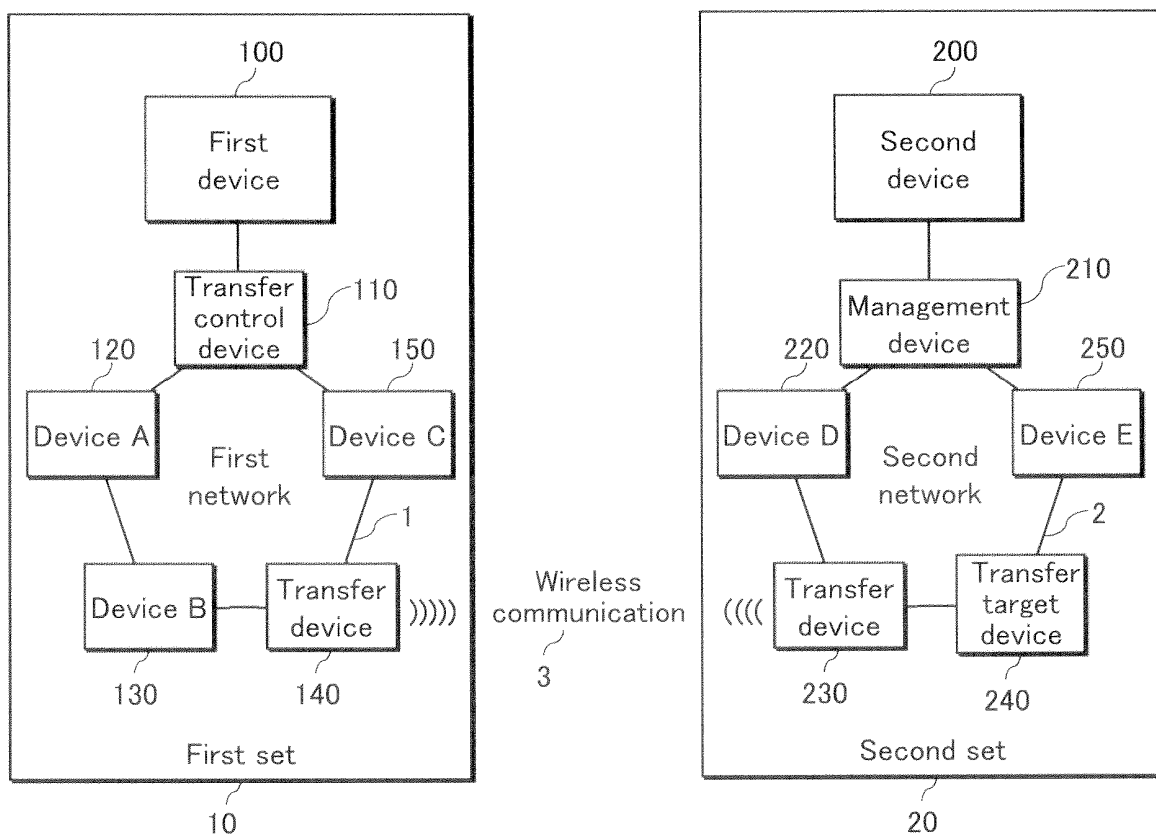 100
First
device
Transfer
control
device
110
120
150
Device A
Device C
First
network
1
Device B
Transfer
device
)))))
130
140
First set
10
Wireless
communication
3
200
Second
device
Management
device
210
220
250
Device D
Device E
Second
network
2
((((
Transfer
device
Transfer
target
device
230
240
Second set
20